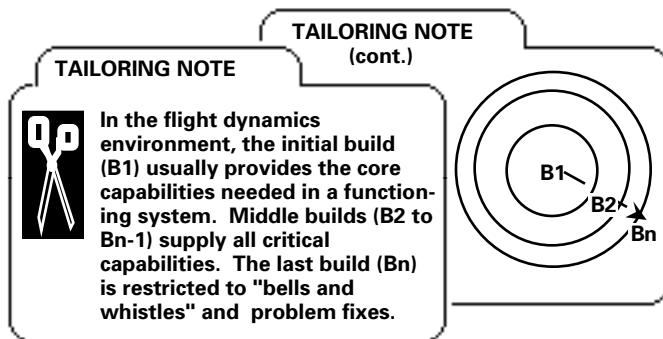 TAILORING NOTE
(cont.)
TAILORING NOTE
In the flight dynamics
environment, the initial build
(B1) usually provides the core
capabilities needed in a function-
ing system.  Middle builds (B2 to
Bn-1) supply all critical
capabilities.  The last build (Bn)
is restricted to "bells and
whistles" and  problem fixes.
B1
B2
Bn